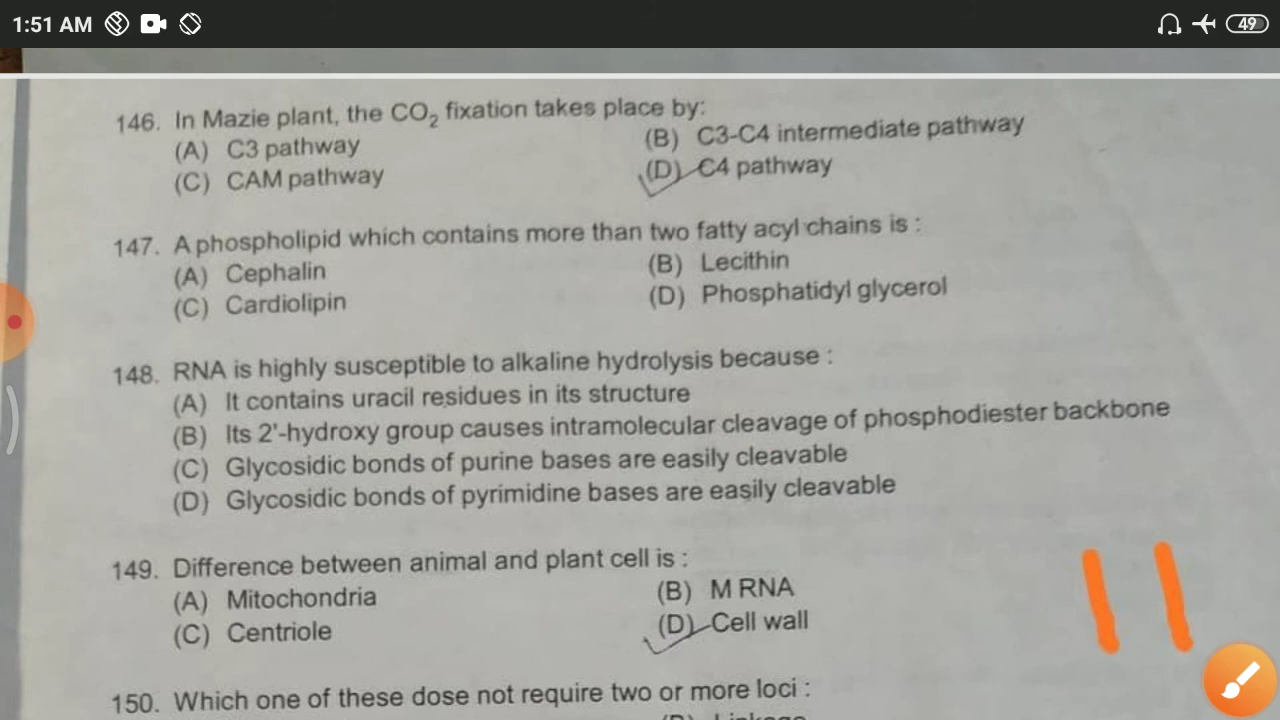 1:51 AM
49
146. In Mazie plant, the CO₂ fixation takes place by:
(A) C3 pathway (B) C3-C4 intermediate pathway
(C) CAM pathway (D) C4 pathway
147. A phospholipid which contains more than two fatty acyl chains is :
(A) Cephalin (B) Lecithin
(C) Cardiolipin (D) Phosphatidyl glycerol
148. RNA is highly susceptible to alkaline hydrolysis because :
(A) It contains uracil residues in its structure
(B) Its 2'-hydroxy group causes intramolecular cleavage of phosphodiester backbone
(C) Glycosidic bonds of purine bases are easily cleavable
(D) Glycosidic bonds of pyrimidine bases are easily cleavable
149. Difference between animal and plant cell is :
(A) Mitochondria (B) M RNA
(C) Centriole (D) Cell wall
11
150. Which one of these dose not require two or more loci :